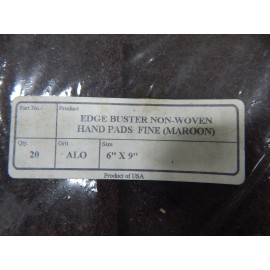 Part No. Product
EDGE BUSTER NON-WOVEN
HAND PADS FINE (MAROON)
Qty. Grit Size
20 ALO 6" X 9"
Product of USA